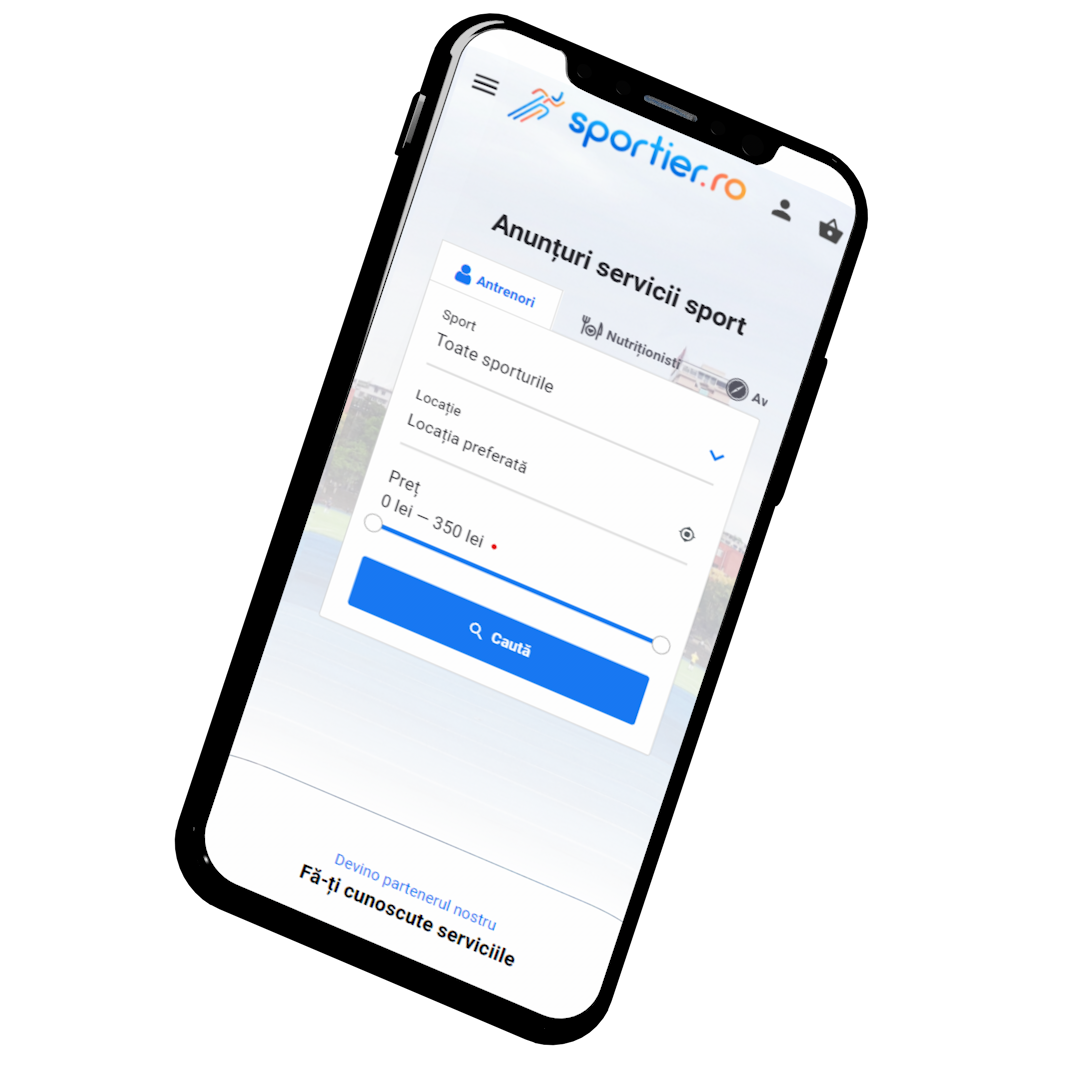 sportier.ro
Anunțuri servicii sport
Antrenori
Nutriționisti
Av
Sport
Toate sporturile
Locație
Locația preferată
Preț
0 lei – 350 lei
Caută
Devino partenerul nostru
Fă-ți cunoscute serviciile